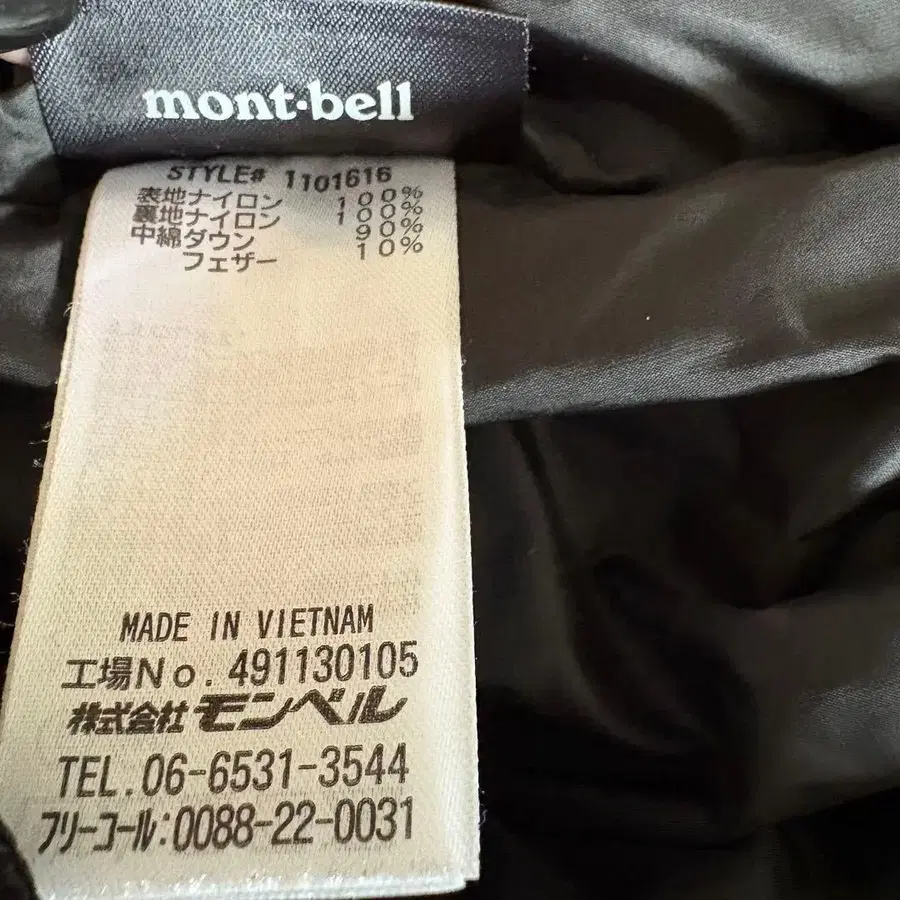 mont·bell
STYLE# 1101616
表地ナイロン 100%
裏地ナイロン 100%
中綿ダウン 90%
フェザー 10%
MADE IN VIETNAM
工場No.491130105
株式会社モンベル
TEL.06-6531-3544
フリーコール:0088-22-0031